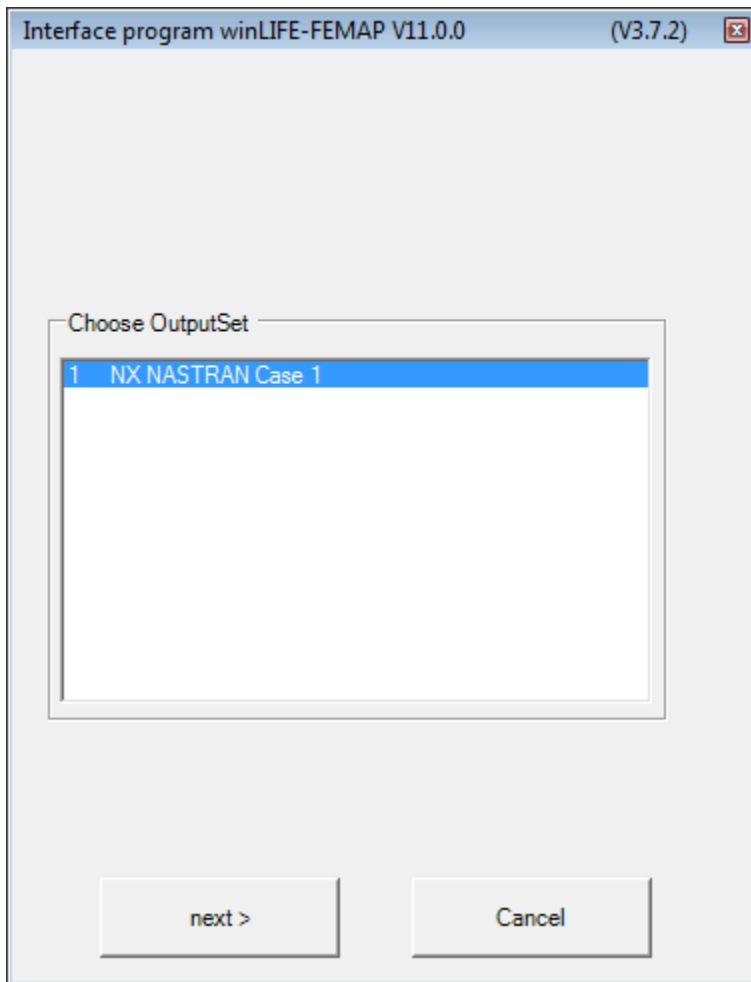 Interface program winLIFE-FEMAP V11.0.0 (V3.7.2)
Choose OutputSet
1 NX NASTRAN Case 1
next >
Cancel